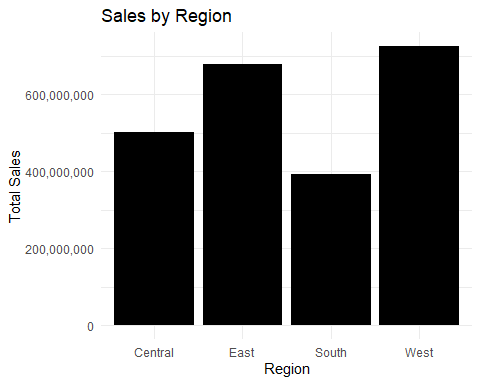 Sales by Region
Total Sales
600,000,000
400,000,000
200,000,000
0
Central East South West
Region